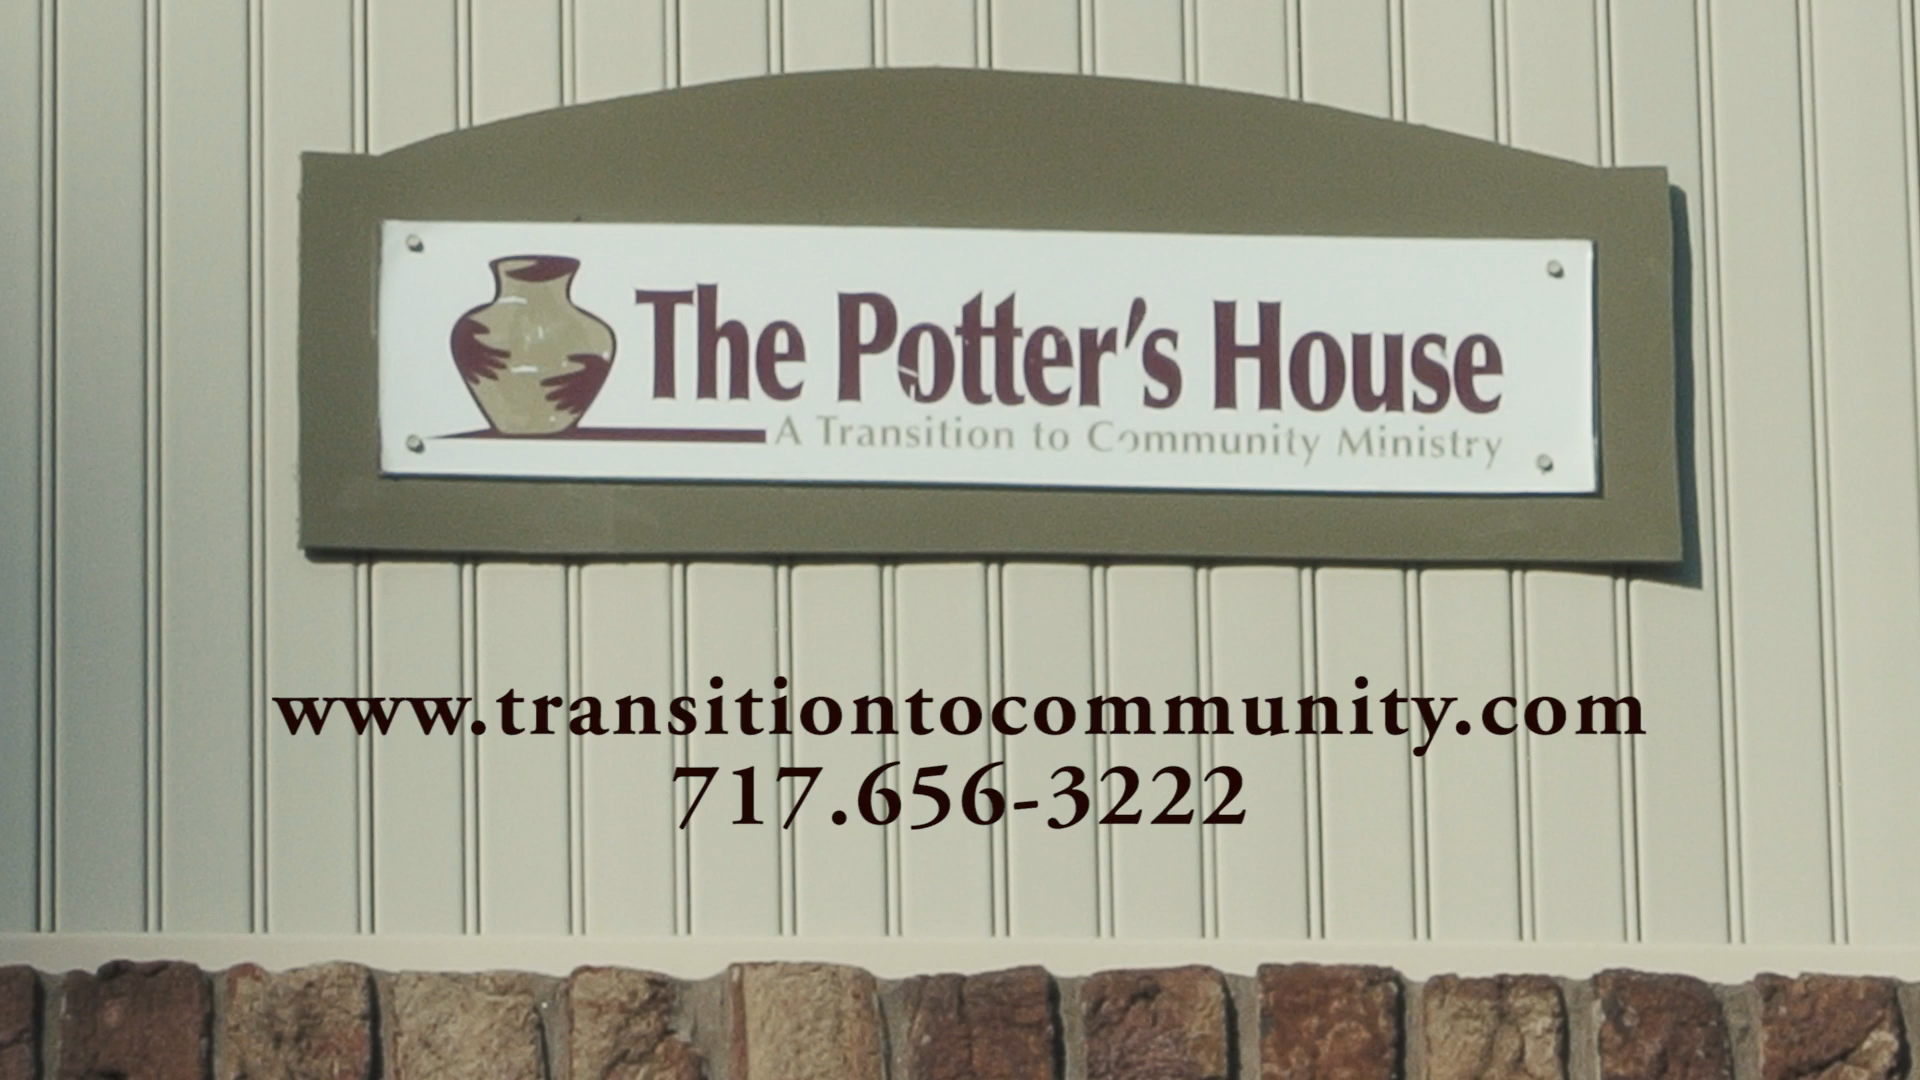 The Potter's House
A Transition to Community Ministry
www.transitiontocommunity.com
717.656-3222